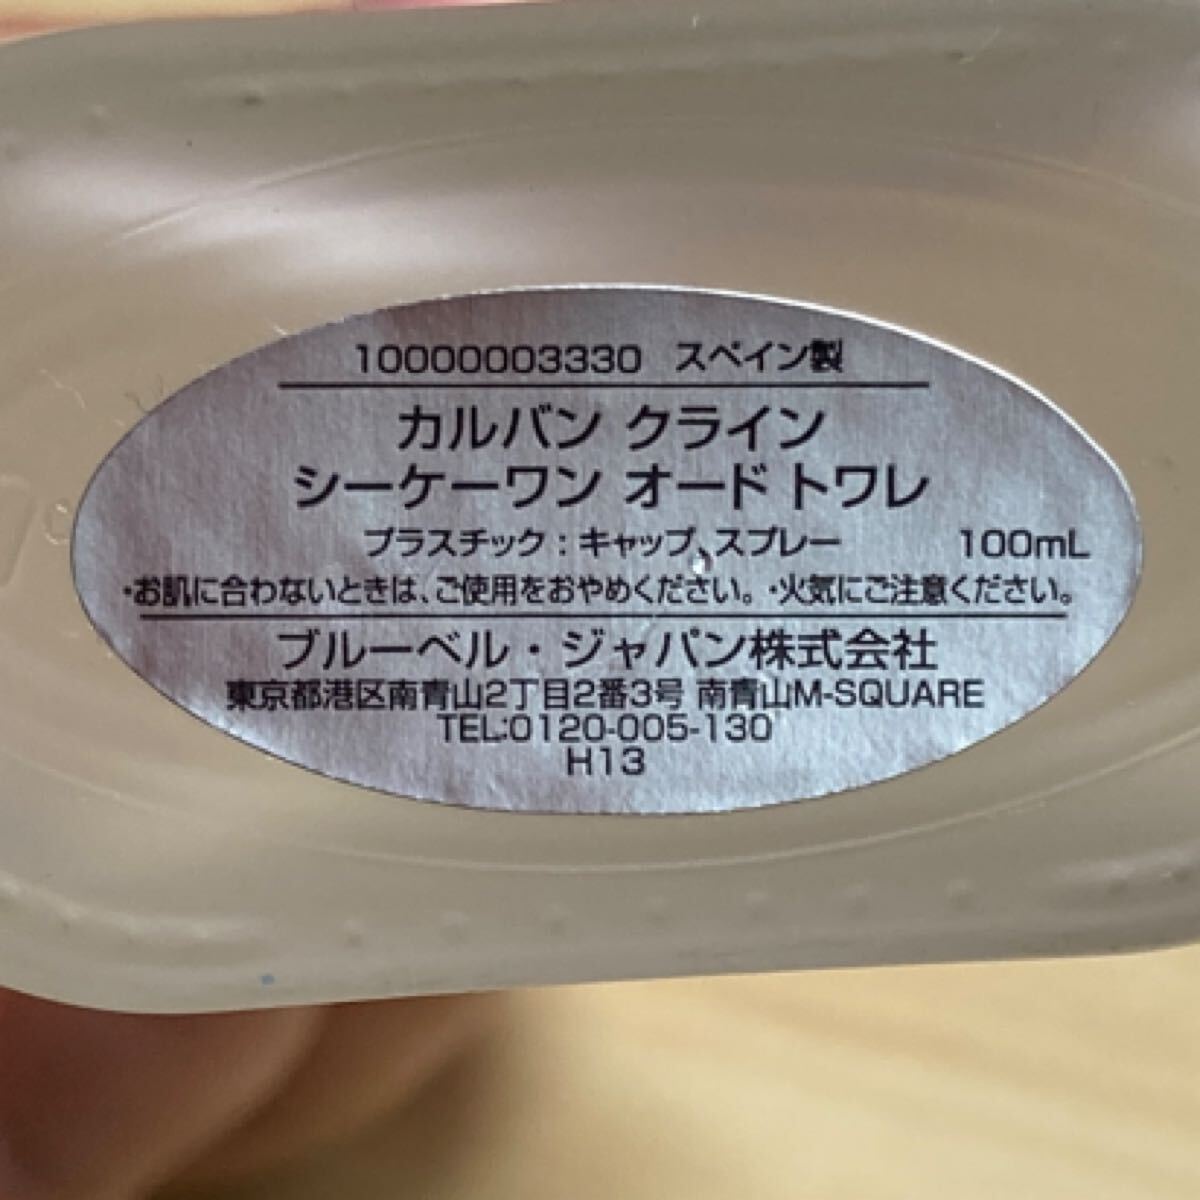 10000003330 スペイン製
カルバン クライン
シーケーワン オード トワレ
プラスチック：キャップ、スプレー 100mL
・お肌に合わないときは、ご使用をおやめください。・火気にご注意ください。
ブルーベル・ジャパン株式会社
東京都港区南青山2丁目2番3号 南青山M-SQUARE
TEL:0120-005-130
H13